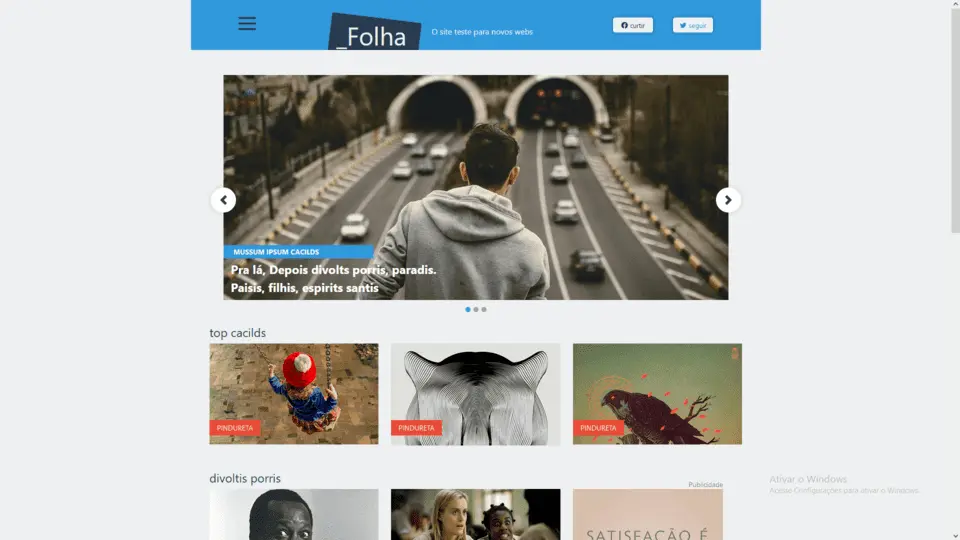 _Folha
O site teste para novos webs
curtir
seguir
MUSSUM IPSUM CACILDS
Pra lá, Depois divolts porris, paradis.
Paisis, filhis, espirits santis
top cacilds
PINDURETA
PINDURETA
PINDURETA
divoltis porris
Publicidade
SATISFAÇÃO É
Ativar o Windows
Acesse Configurações para ativar o Windows.